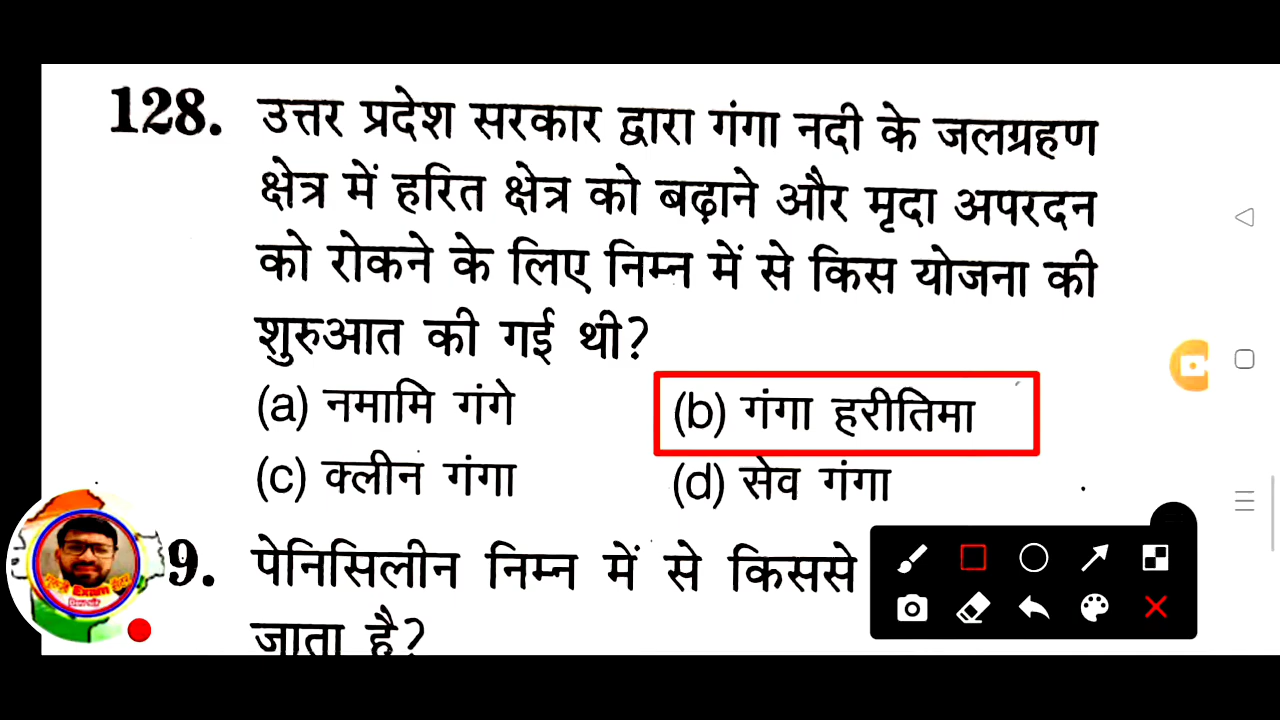 128. उत्तर प्रदेश सरकार द्वारा गंगा नदी के जलग्रहण
क्षेत्र में हरित क्षेत्र को बढ़ाने और मृदा अपरदन
को रोकने के लिए निम्न में से किस योजना की
शुरुआत की गई थी?
(a) नमामि गंगे (b) गंगा हरीतिमा
(c) क्लीन गंगा (d) सेव गंगा
9. पेनिसिलीन निम्न में से किससे
जाता है?